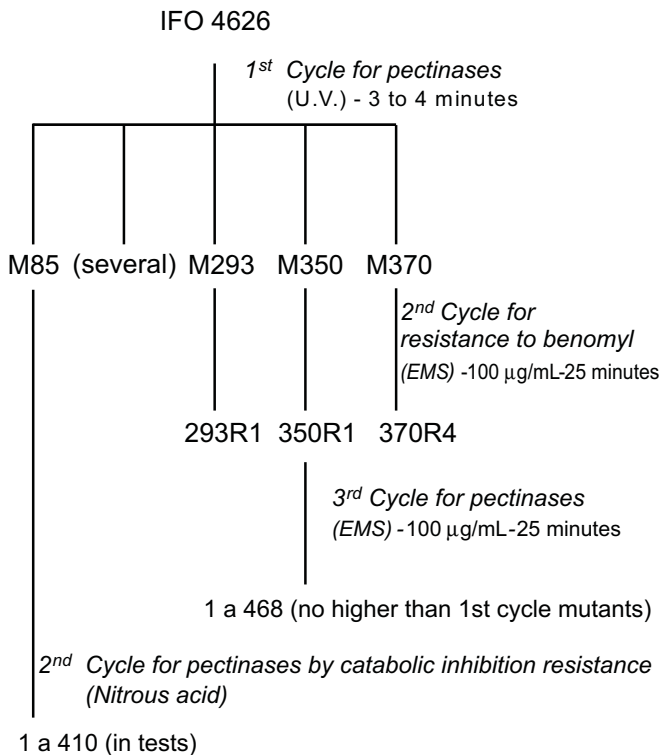 IFO 4626
1st Cycle for pectinases
(U.V.) - 3 to 4 minutes
M85 (several) M293 M350 M370
2nd Cycle for
resistance to benomyl
(EMS) -100 µg/mL-25 minutes
293R1 350R1 370R4
3rd Cycle for pectinases
(EMS) -100 µg/mL-25 minutes
1 a 468 (no higher than 1st cycle mutants)
2nd Cycle for pectinases by catabolic inhibition resistance
(Nitrous acid)
1 a 410 (in tests)